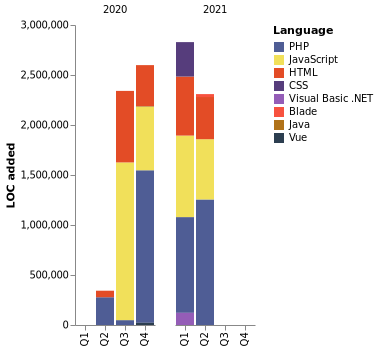 2020
2021
3,000,000
2,500,000
2,000,000
1,500,000
1,000,000
500,000
0
LOC added
Q1
Q2
Q3
Q4
Q1
Q2
Q3
Q4
Language
PHP
JavaScript
HTML
CSS
Visual Basic .NET
Blade
Java
Vue